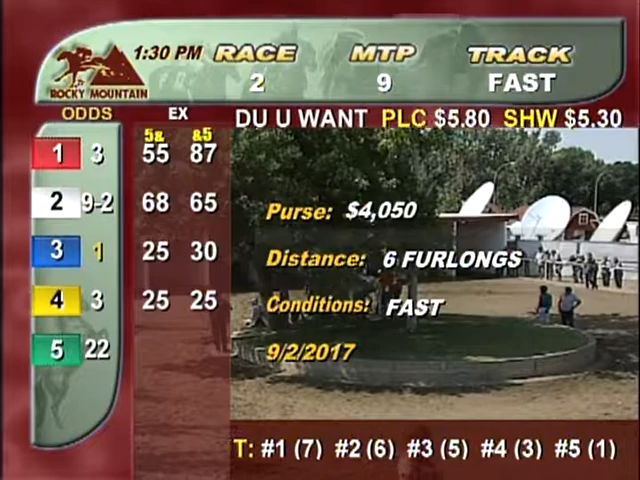 1:30 PM RACE MTP TRACK
ROCKY MOUNTAIN 2 9 FAST
ODDS EX DU U WANT PLC $5.80 SHW $5.30
5& &5
1 3 55 87
2 9-2 68 65
Purse: $4,050
3 1 25 30
Distance: 6 FURLONGS
4 3 25 25
Conditions: FAST
5 22
9/2/2017
T: #1 (7) #2 (6) #3 (5) #4 (3) #5 (1)